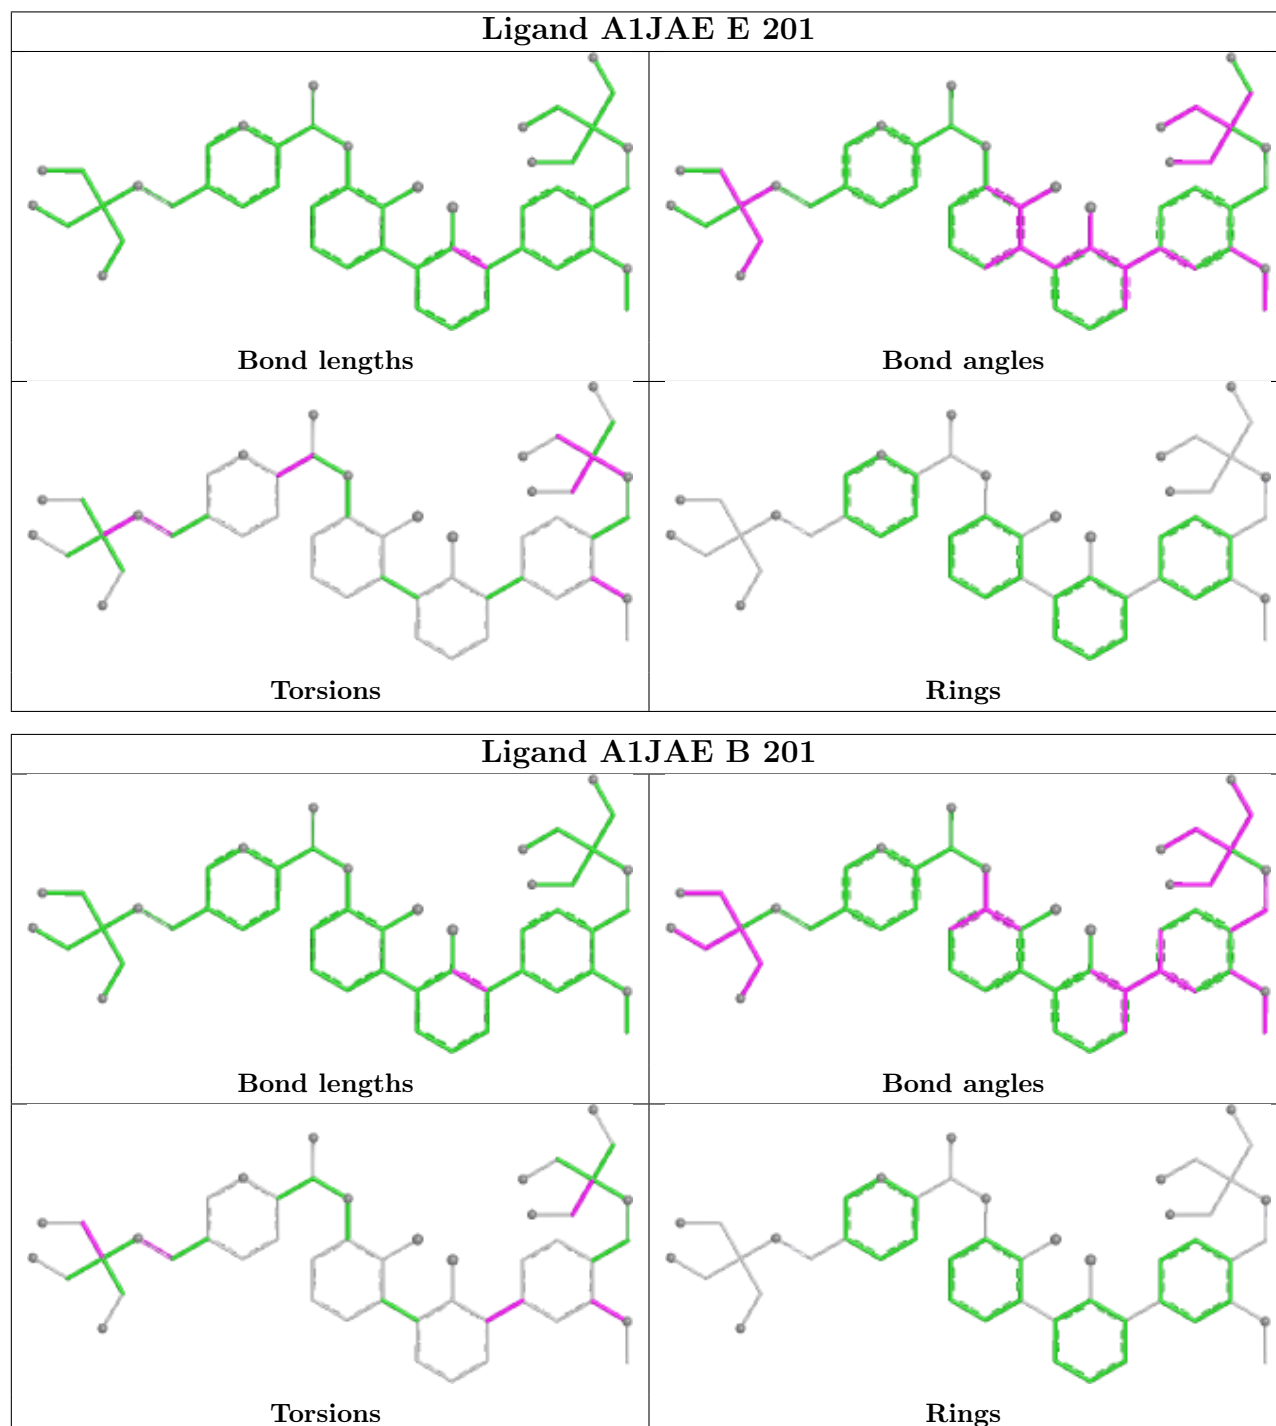 Ligand A1JAE E 201
Bond lengths
Bond angles
Torsions
Rings
Ligand A1JAE B 201
Bond lengths
Bond angles
Torsions
Rings